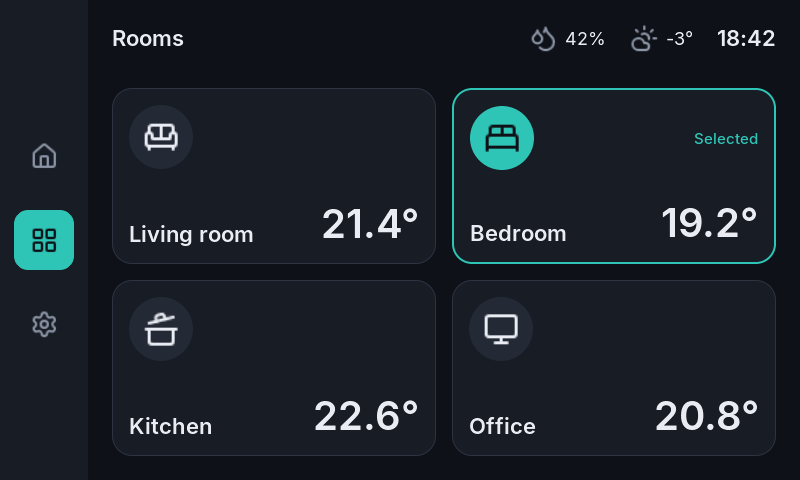 Rooms 42% -3° 18:42
Selected
Living room 21.4°
Bedroom 19.2°
Kitchen 22.6°
Office 20.8°